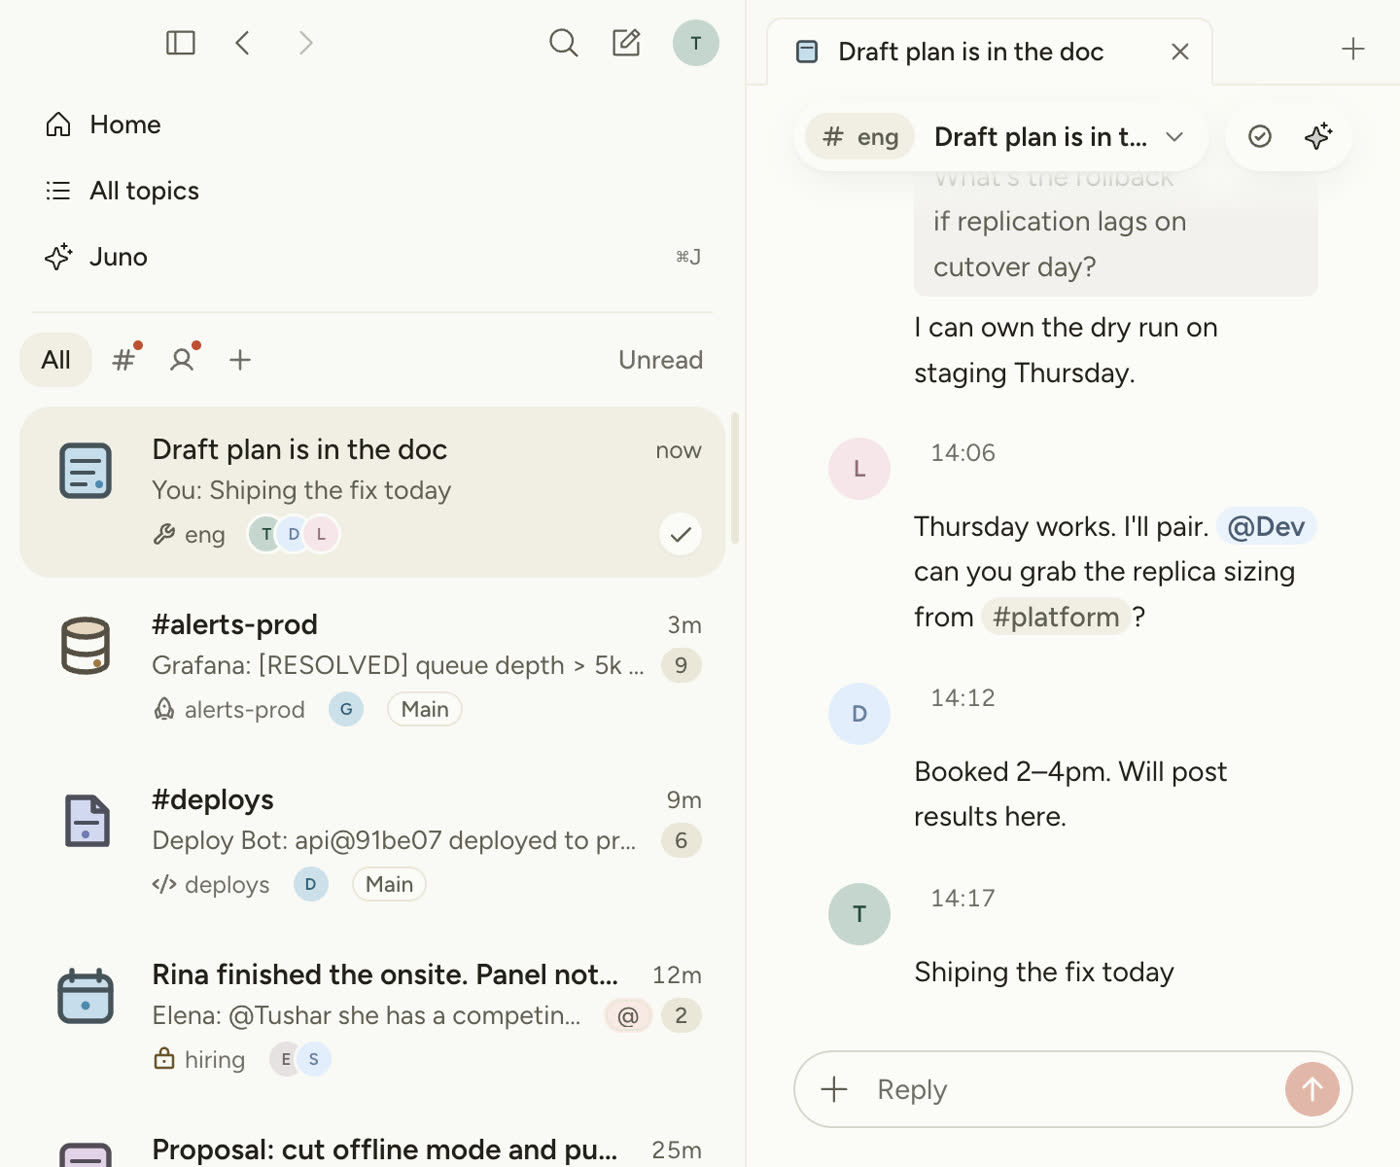 T
Home
All topics
Juno
⌘J
All
Unread
Draft plan is in the doc
now
You: Shiping the fix today
eng
T
D
L
#alerts-prod
3m
Grafana: [RESOLVED] queue depth > 5k ...
9
alerts-prod
G
Main
#deploys
9m
Deploy Bot: api@91be07 deployed to pr...
6
deploys
D
Main
Rina finished the onsite. Panel not...
12m
Elena: @Tushar she has a competin...
@
2
hiring
E
S
Proposal: cut offline mode and pu...
25m
Draft plan is in the doc
# eng
Draft plan is in t...
What's the rollback
if replication lags on
cutover day?
I can own the dry run on
staging Thursday.
L
14:06
Thursday works. I'll pair. @Dev
can you grab the replica sizing
from #platform ?
D
14:12
Booked 2–4pm. Will post
results here.
T
14:17
Shiping the fix today
Reply